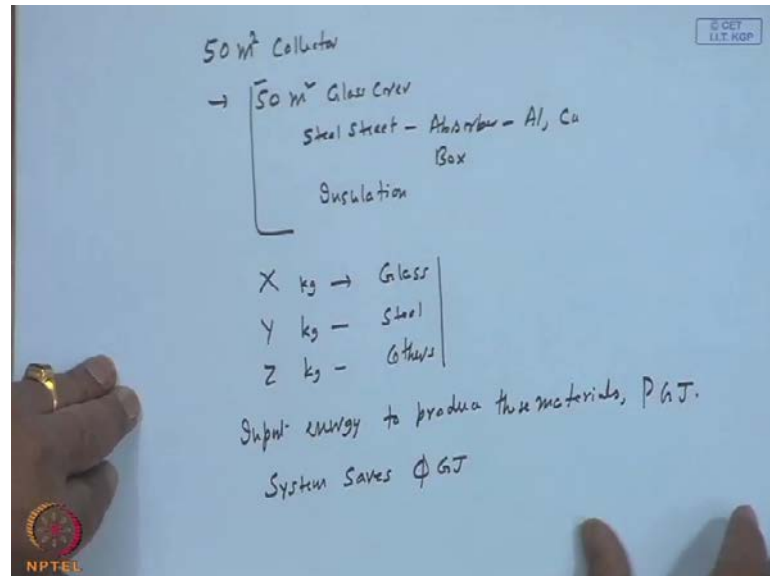 © CET
I.I.T. KGP
50 m² Collector
→ 50 m² Glass Cover
Steel Sheet - Absorber - Al, Cu
Box
Insulation
X kg → Glass
Y kg - Steel
Z kg - Others
Input energy to produce these materials, P GJ.
System Saves ϕ GJ
NPTEL